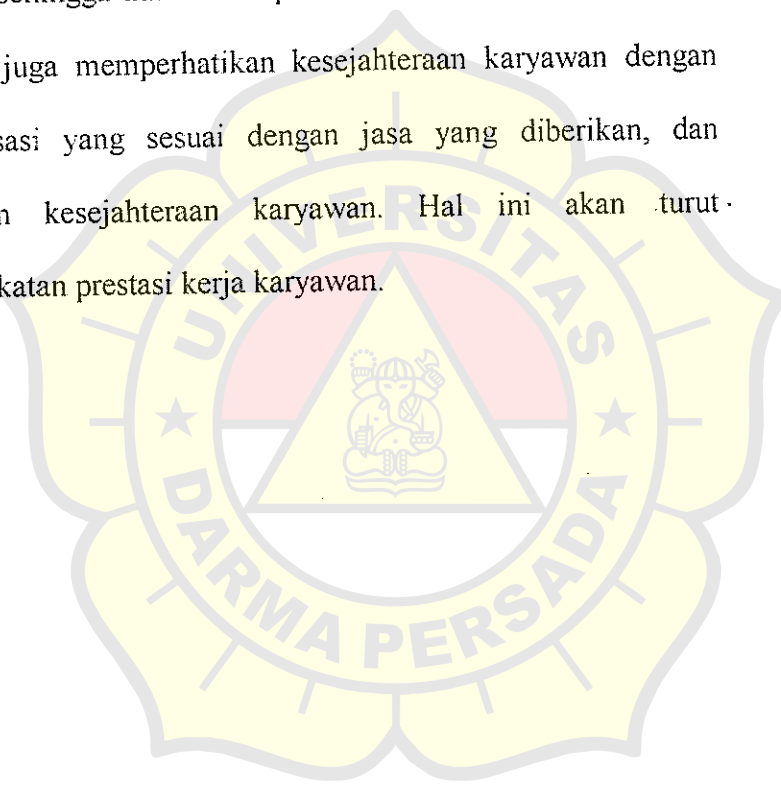 juga memperhatikan kesejahteraan karyawan dengan
sasi yang sesuai dengan jasa yang diberikan, dan
n kesejahteraan karyawan. Hal ini akan turut
katan prestasi kerja karyawan.
UNIVERSITAS
DARMA PERSADA